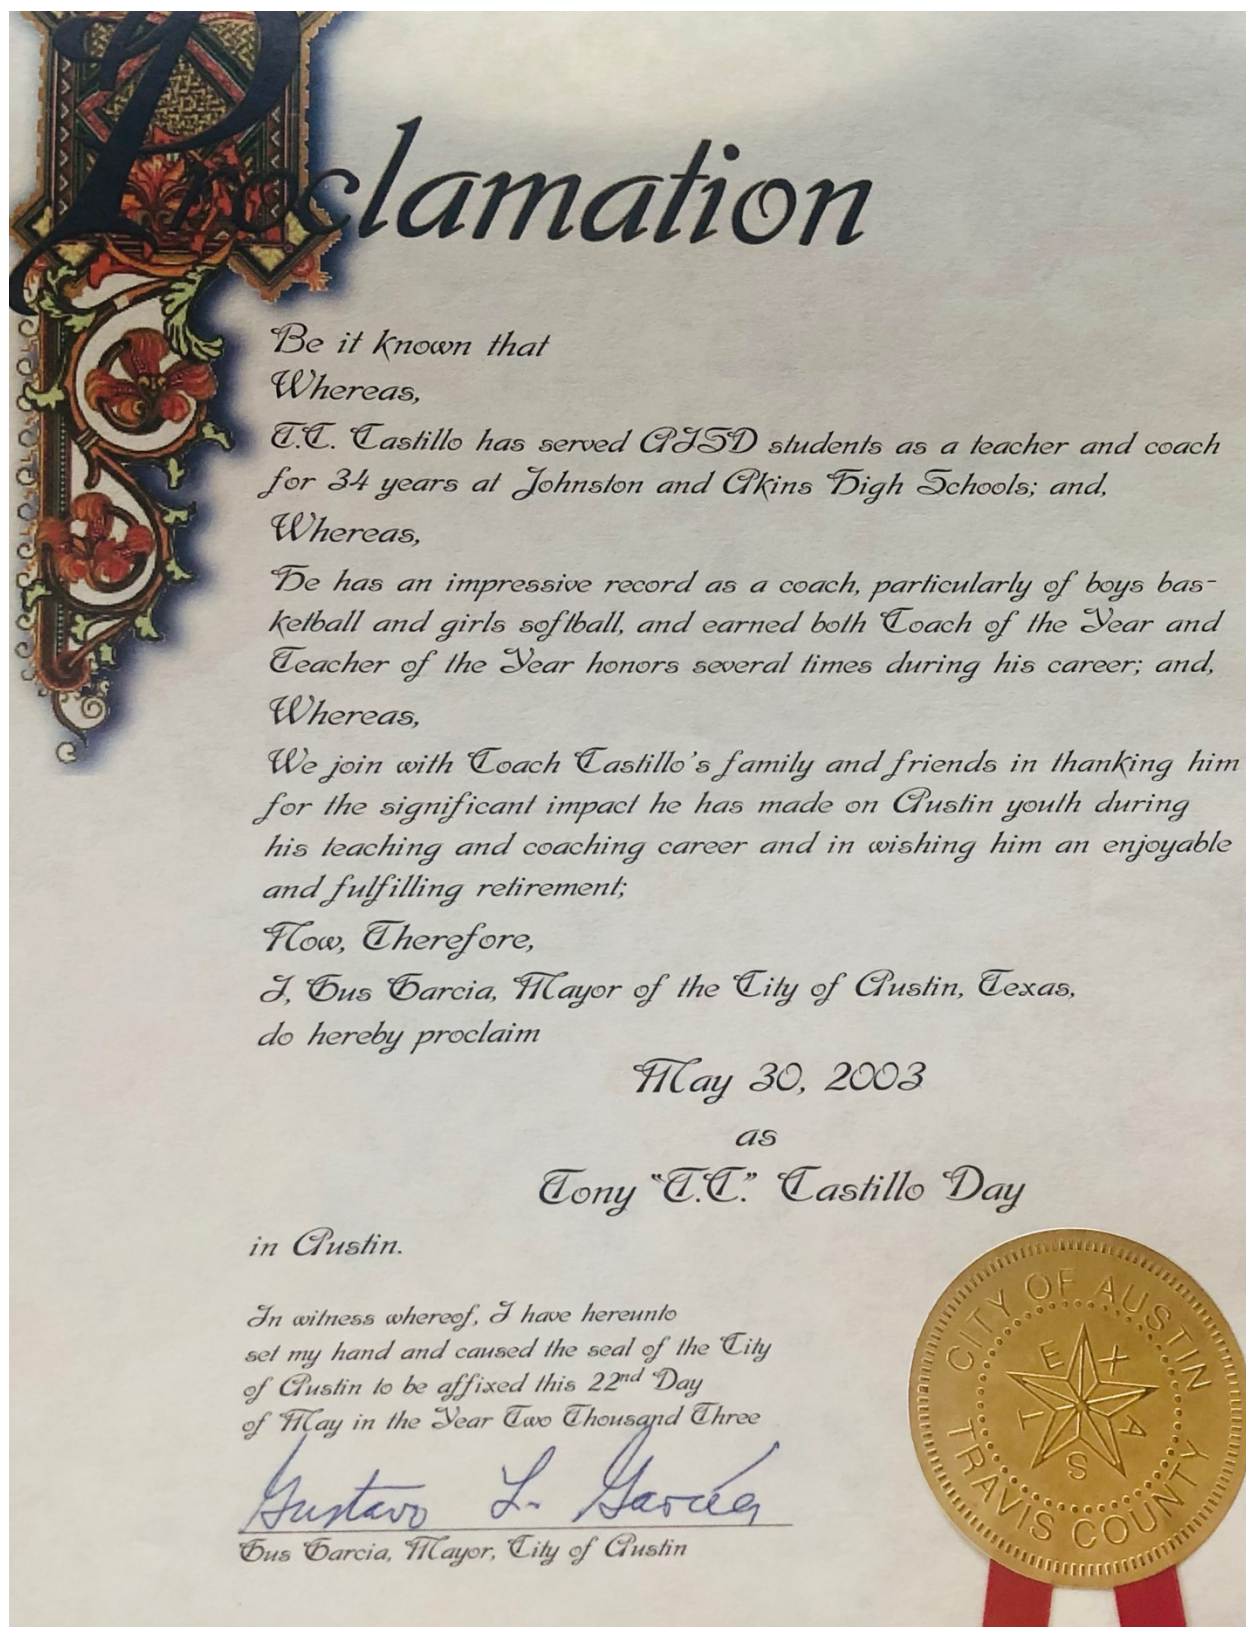 Proclamation
Be it known that
Whereas,
T.C. Castillo has served AISD students as a teacher and coach
for 34 years at Johnston and Akins High Schools; and,
Whereas,
He has an impressive record as a coach, particularly of boys bas-
ketball and girls softball, and earned both Coach of the Year and
Teacher of the Year honors several times during his career; and,
Whereas,
We join with Coach Castillo's family and friends in thanking him
for the significant impact he has made on Austin youth during
his teaching and coaching career and in wishing him an enjoyable
and fulfilling retirement;
Now, Therefore,
I, Gus Garcia, Mayor of the City of Austin, Texas,
do hereby proclaim
May 30, 2003
as
Tony "T.C." Castillo Day
in Austin.
In witness whereof, I have hereunto
set my hand and caused the seal of the City
of Austin to be affixed this 22nd Day
of May in the Year Two Thousand Three
Gustavo L. García
Gus Garcia, Mayor, City of Austin
CITY OF AUSTIN
TEXAS
TRAVIS COUNTY